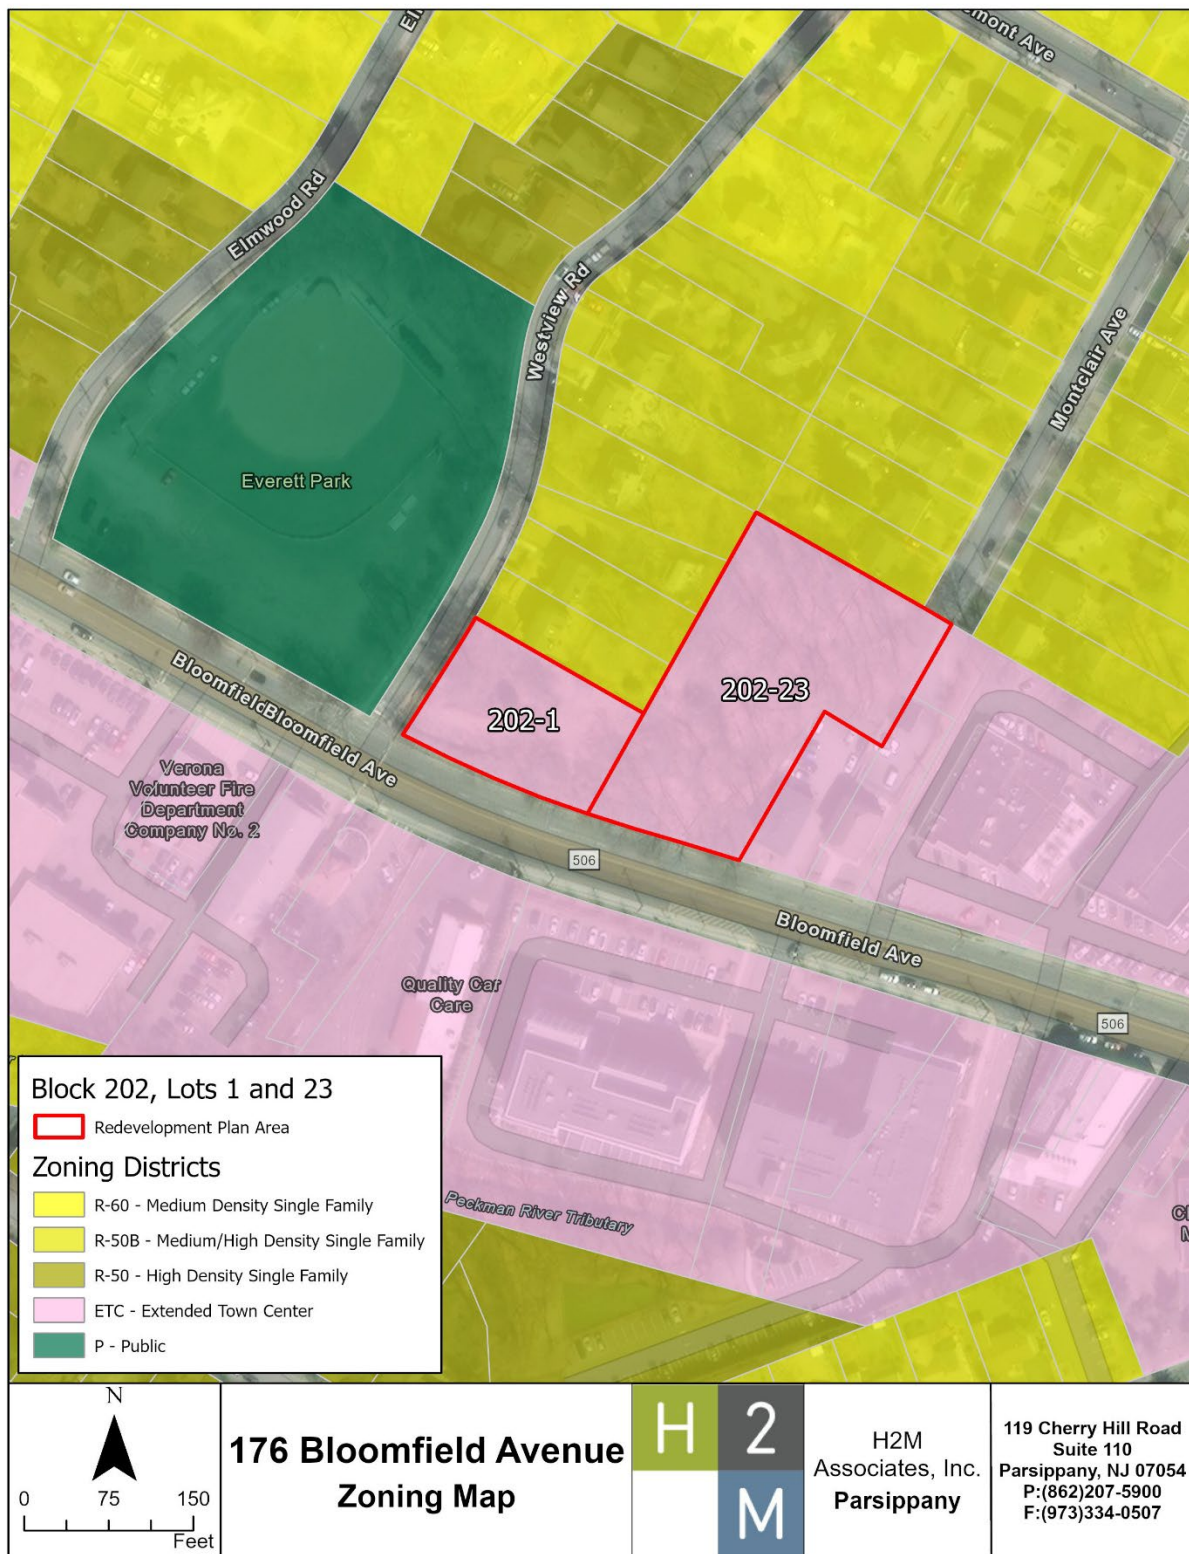 El
emont Ave
Elmwood Rd
Westview Rd
Montclair Ave
Everett Park
202-23
202-1
BloomfieldBloomfield Ave
Verona
Volunteer Fire
Department
Company No. 2
506
Bloomfield Ave
Quality Car
Care
506
Peckman River Tributary
Block 202, Lots 1 and 23
Redevelopment Plan Area
Zoning Districts
R-60 - Medium Density Single Family
R-50B - Medium/High Density Single Family
R-50 - High Density Single Family
ETC - Extended Town Center
P - Public
N
0 75 150
Feet
176 Bloomfield Avenue
Zoning Map
H 2
M
H2M
Associates, Inc.
Parsippany
119 Cherry Hill Road
Suite 110
Parsippany, NJ 07054
P:(862)207-5900
F:(973)334-0507